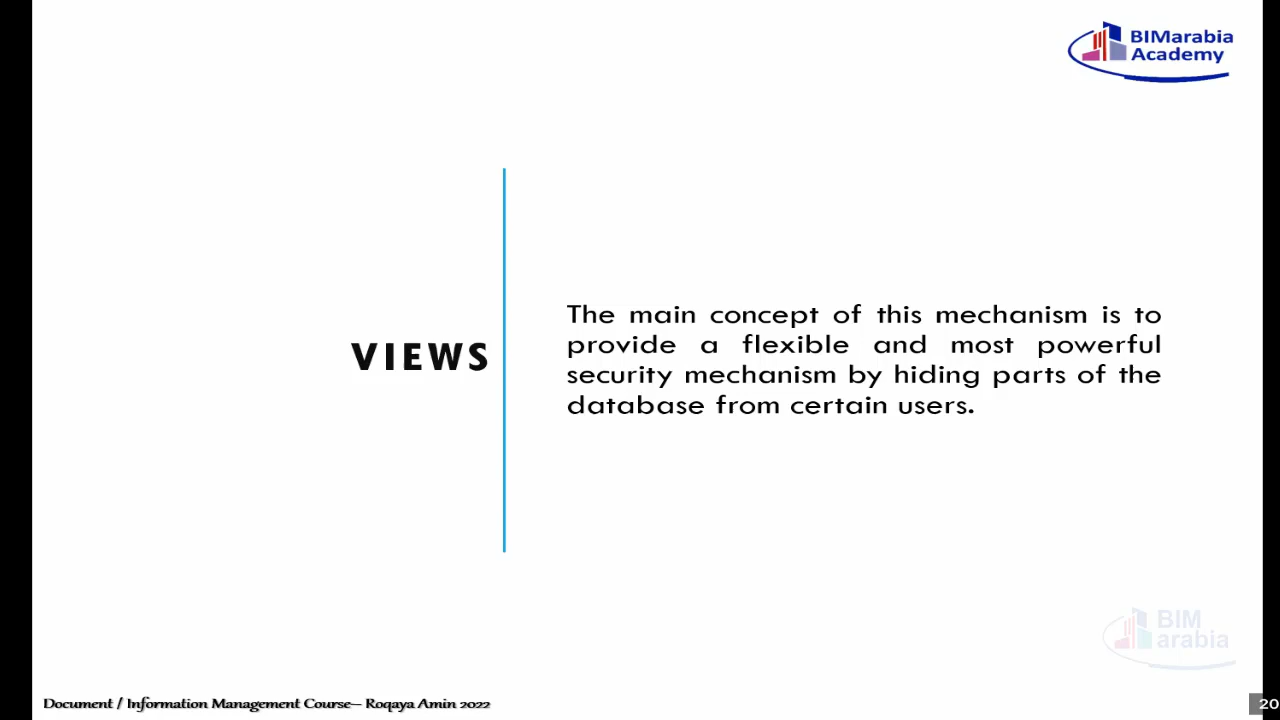 BIMarabia
Academy
VIEWS
The main concept of this mechanism is to
provide a flexible and most powerful
security mechanism by hiding parts of the
database from certain users.
BIM
arabia
Document / Information Management Course– Roqaya Amin 2022
20